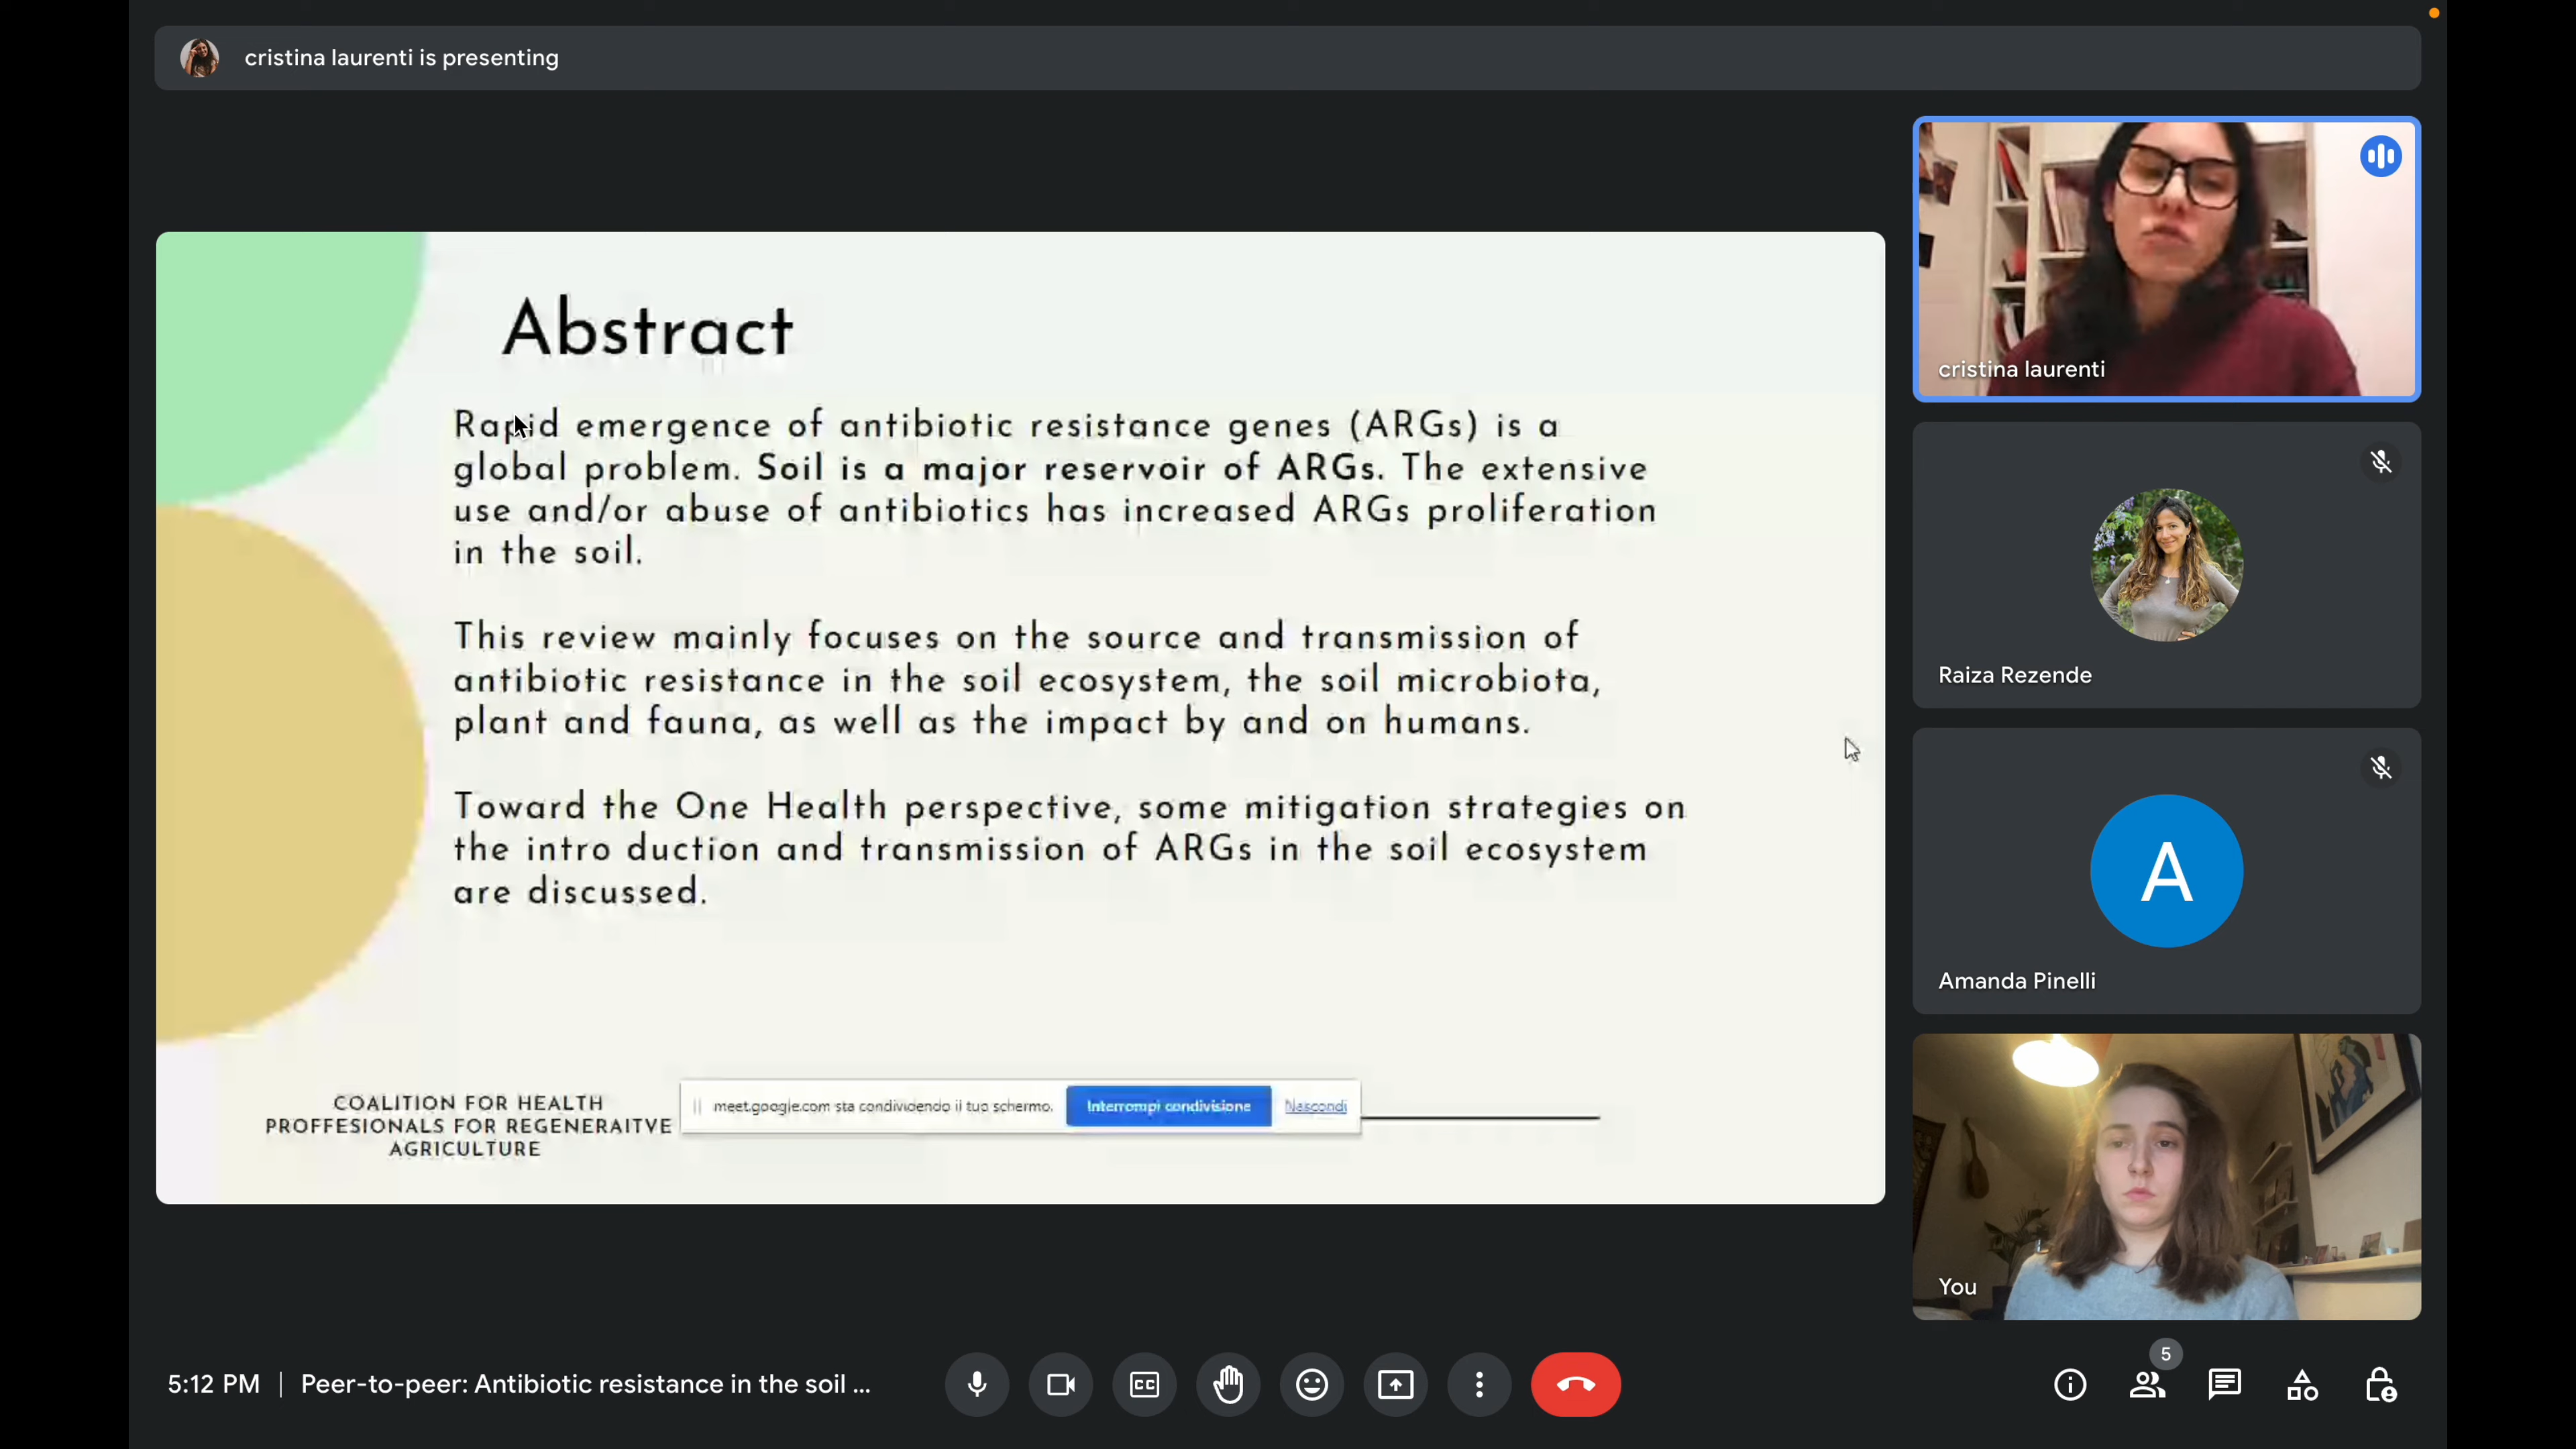 cristina laurenti is presenting
Abstract
Rapid emergence of antibiotic resistance genes (ARGs) is a
global problem. Soil is a major reservoir of ARGs. The extensive
use and/or abuse of antibiotics has increased ARGs proliferation
in the soil.
This review mainly focuses on the source and transmission of
antibiotic resistance in the soil ecosystem, the soil microbiota,
plant and fauna, as well as the impact by and on humans.
Toward the One Health perspective, some mitigation strategies on
the intro duction and transmission of ARGs in the soil ecosystem
are discussed.
COALITION FOR HEALTH
PROFFESIONALS FOR REGENERAITVE
AGRICULTURE
meet.google.com sta condividendo il tuo schermo.
Interrompi condivisione
Nascondi
cristina laurenti
Raiza Rezende
A
Amanda Pinelli
You
5:12 PM | Peer-to-peer: Antibiotic resistance in the soil ...
CC
5